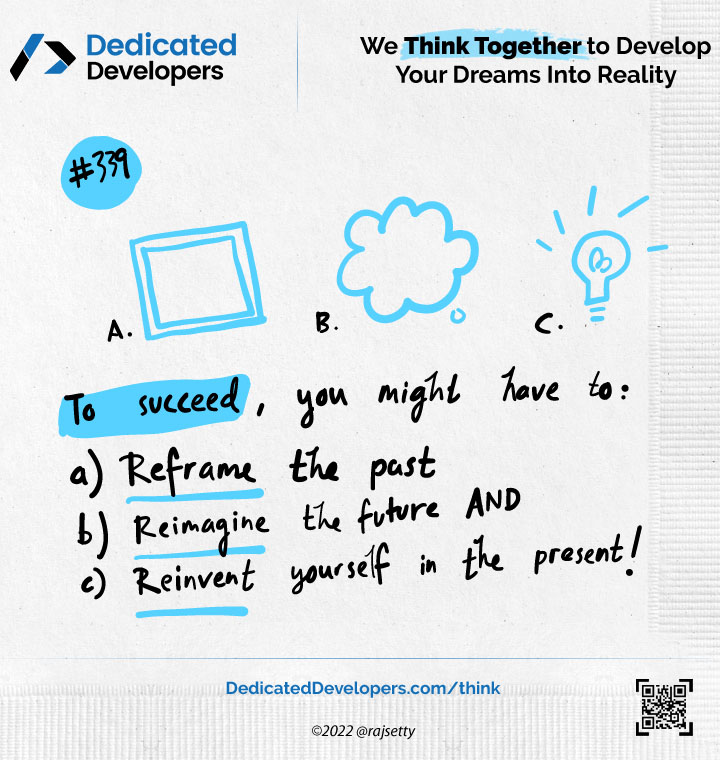 Dedicated
Developers
We Think Together to Develop
Your Dreams Into Reality
#339
A.
B.
C.
To succeed, you might have to:
a) Reframe the past
b) Reimagine the future AND
c) Reinvent yourself in the present!
DedicatedDevelopers.com/think
©2022 @rajsetty